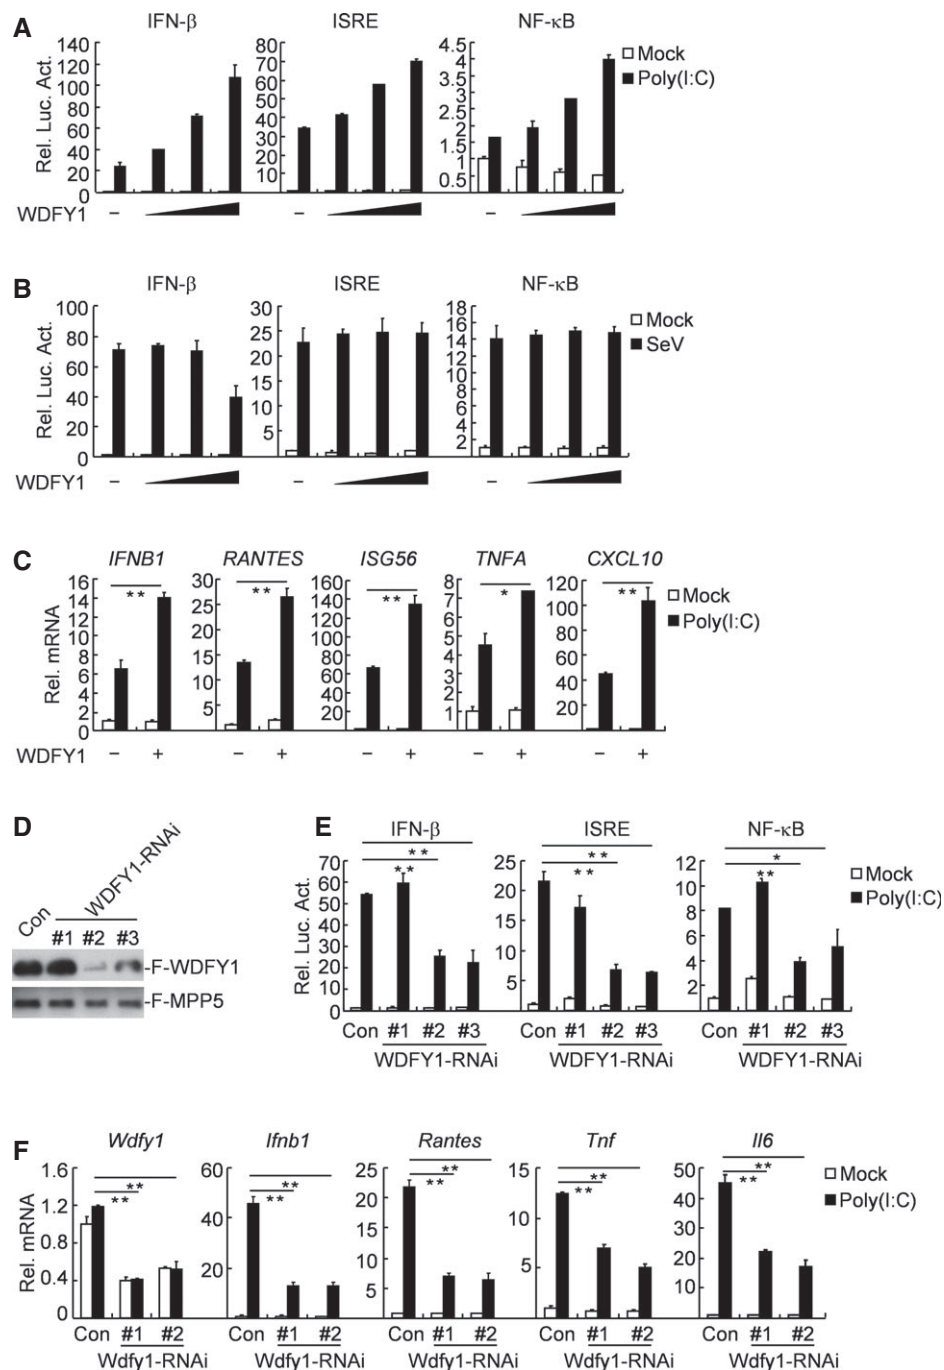 A
IFN-β ISRE NF-κB
Rel. Luc. Act.
140 120 100 80 60 40 20 0
80 70 60 50 40 30 20 10 0
4.5 3.5 2.5 1.5 0.5
Mock
Poly(I:C)
WDFY1 – –  –
B
IFN-β ISRE NF-κB
Rel. Luc. Act.
100 80 60 40 20 0
30 25 20 15 10 5
16 14 12 10 8 6 4 2
Mock
SeV
WDFY1 – – –
C
IFNB1 RANTES ISG56 TNFA CXCL10
Rel. mRNA
16 14 12 10 8 6 4 2 0
30 25 20 15 10 5
160 140 120 100 80 60 40 20
8 7 6 5 4 3 2 1
120 100 80 60 40 20
** ** ** * **
Mock
Poly(I:C)
WDFY1 – + – + – + – + – +
D
Con WDFY1-RNAi
#1 #2 #3
-F-WDFY1
-F-MPP5
E
IFN-β ISRE NF-κB
Rel. Luc. Act.
70 60 50 40 30 20 10 0
25 20 15 10 5
12 10 8 6 4 2
** ** *
** ** **
Mock
Poly(I:C)
Con #1 #2 #3 Con #1 #2 #3 Con #1 #2 #3
WDFY1-RNAi WDFY1-RNAi WDFY1-RNAi
F
Wdfy1 Ifnb1 Rantes Tnf Il6
Rel. mRNA
1.6 1.2 0.8 0.4 0
60 40 20
25 20 15 10 5
15 10 5
50 40 30 20 10
** ** ** ** **
** ** ** ** **
Mock
Poly(I:C)
Con #1 #2 Con #1 #2 Con #1 #2 Con #1 #2 Con #1 #2
Wdfy1-RNAi Wdfy1-RNAi Wdfy1-RNAi Wdfy1-RNAi Wdfy1-RNAi